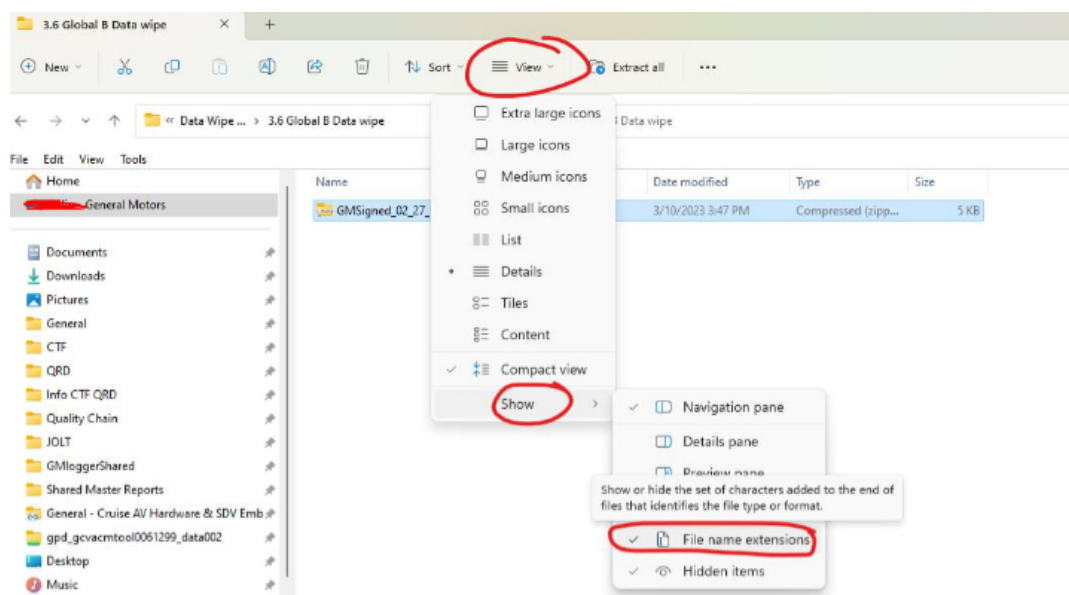 3.6 Global B Data wipe
New
Sort
View
Extract all
« Data Wipe ... > 3.6 Global B Data wipe
Data wipe
File Edit View Tools
Home
General Motors
Documents
Downloads
Pictures
General
CTF
QRD
Info CTF QRD
Quality Chain
JOLT
GMloggerShared
Shared Master Reports
General - Cruise AV Hardware & SDV Emb
gpd_gcvacmtool0061299_data002
Desktop
Music
Name
Date modified
Type
Size
GMSigned_02_27_
3/10/2023 3:47 PM
Compressed (zipp...
5 KB
Extra large icons
Large icons
Medium icons
Small icons
List
Details
Tiles
Content
Compact view
Show
Navigation pane
Details pane
Preview pane
Show or hide the set of characters added to the end of
files that identifies the file type or format.
File name extensions
Hidden items